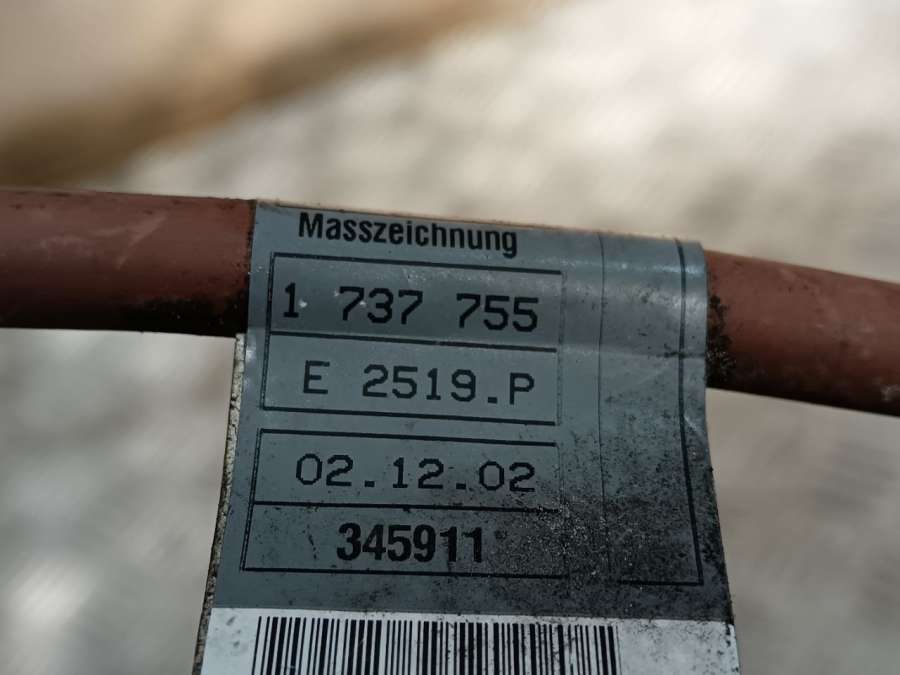 Masszeichnung
1 737 755
E 2519.P
02.12.02
345911